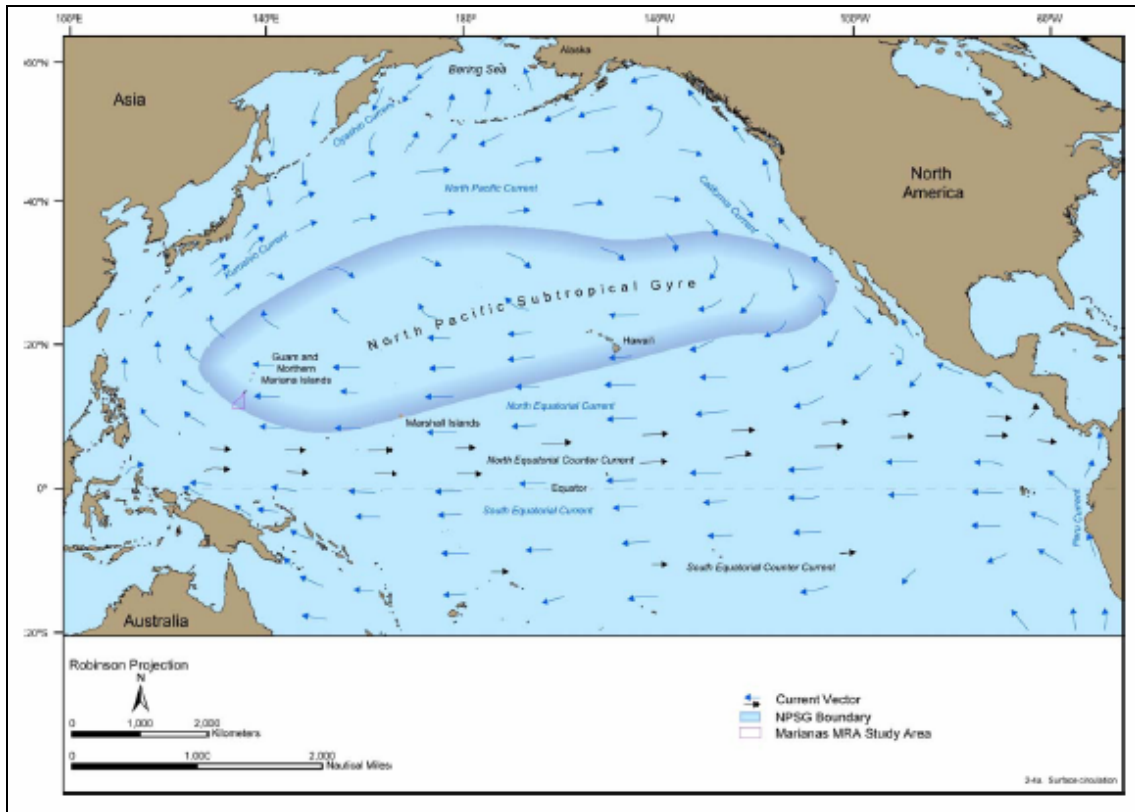 160°E 140°E 180° 140°W 100°W 60°W
60°N
Alaska
Bering Sea
Asia
Oyashio Current
North Pacific Current
California Current
North
America
40°N
Kuroshio Current
North Pacific Subtropical Gyre
20°N
Hawai'i
Guam and
Northern
Mariana Islands
North Equatorial Current
Marshall Islands
North Equatorial Counter Current
0°
Equator
South Equatorial Current
Peru Current
South Equatorial Counter Current
Australia
20°S
Robinson Projection
N
0 1,000 2,000
Kilometers
0 1,000 2,000
Nautical Miles
Current Vector
NPSG Boundary
Marianas MRA Study Area
2-4a. Surface circulation